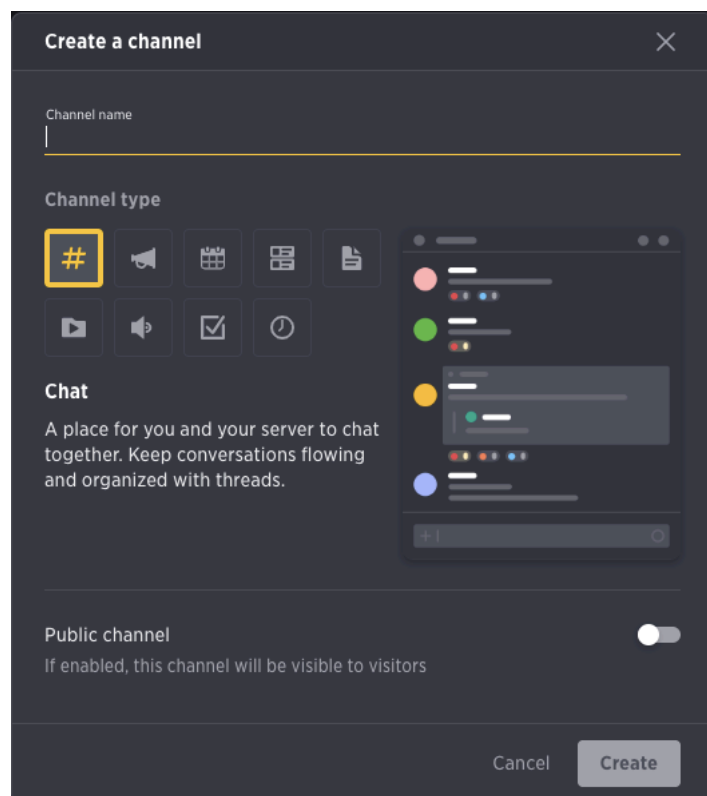 Create a channel
Channel name
Channel type
Chat
A place for you and your server to chat
together. Keep conversations flowing
and organized with threads.
Public channel
If enabled, this channel will be visible to visitors
Cancel
Create